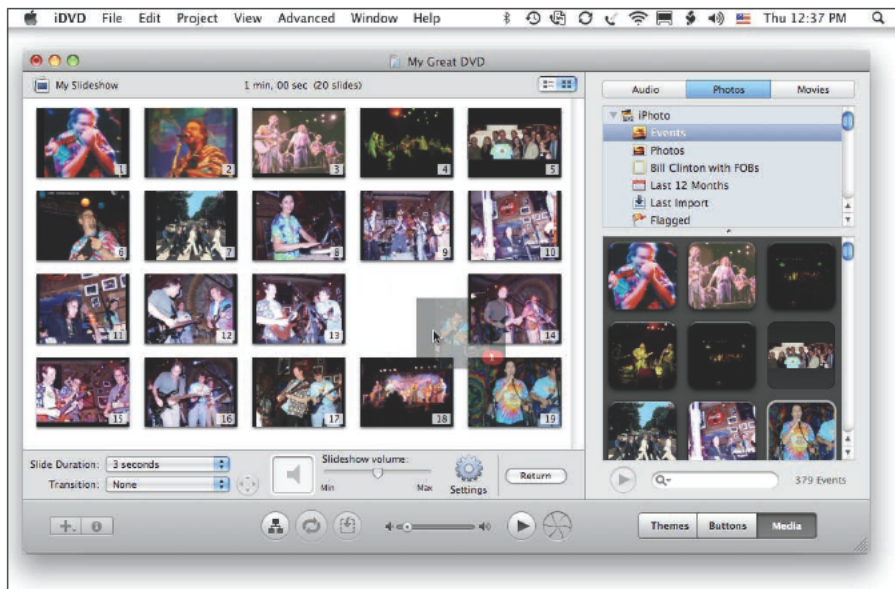 iDVD File Edit Project View Advanced Window Help Thu 12:37 PM
My Great DVD
My Slideshow 1 min, 00 sec (20 slides)
Audio Photos Movies
iPhoto
Events
Photos
Bill Clinton with FOBs
Last 12 Months
Last Import
Flagged
1 2 3 4 5
6 7 8 9 10
11 12 13 14
15 16 17 18 19
1
Slide Duration: 3 seconds
Transition: None
Slideshow volume:
Min Max
Settings
Return
379 Events
Themes Buttons Media